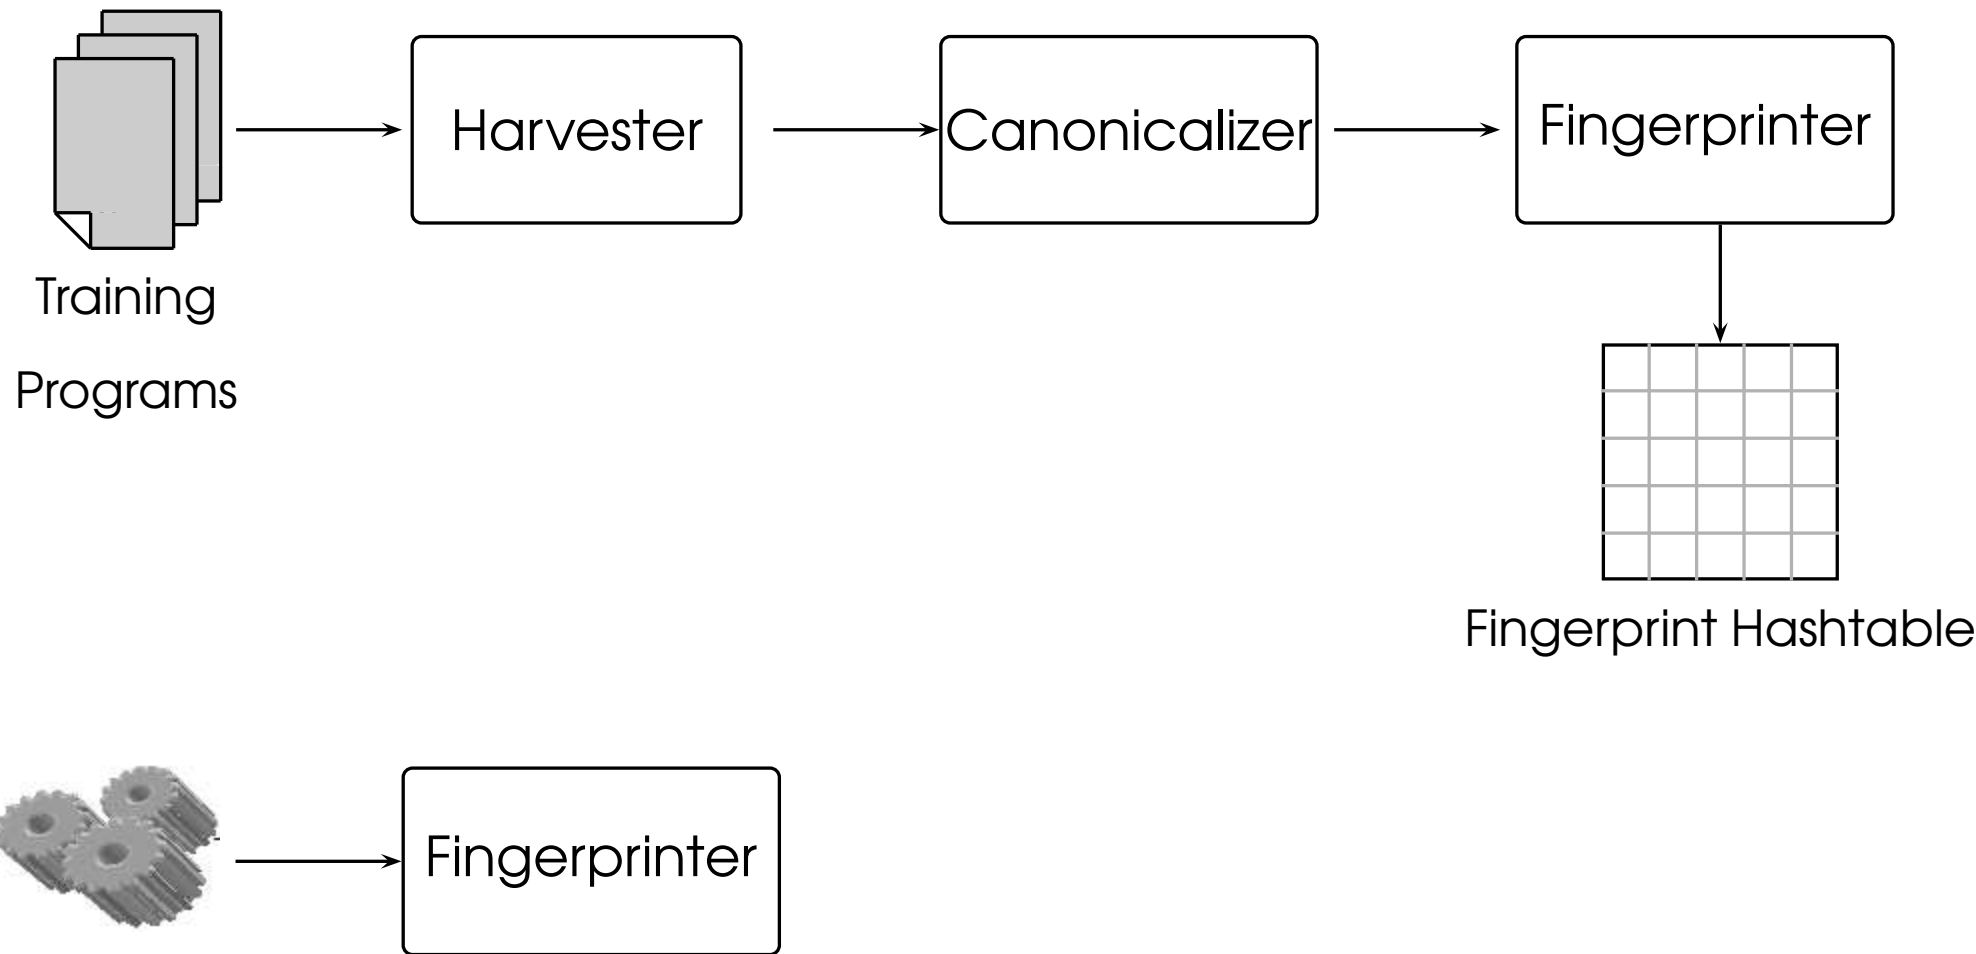 Harvester
Canonicalizer
Fingerprinter
Training
Programs
Fingerprint Hashtable
Fingerprinter